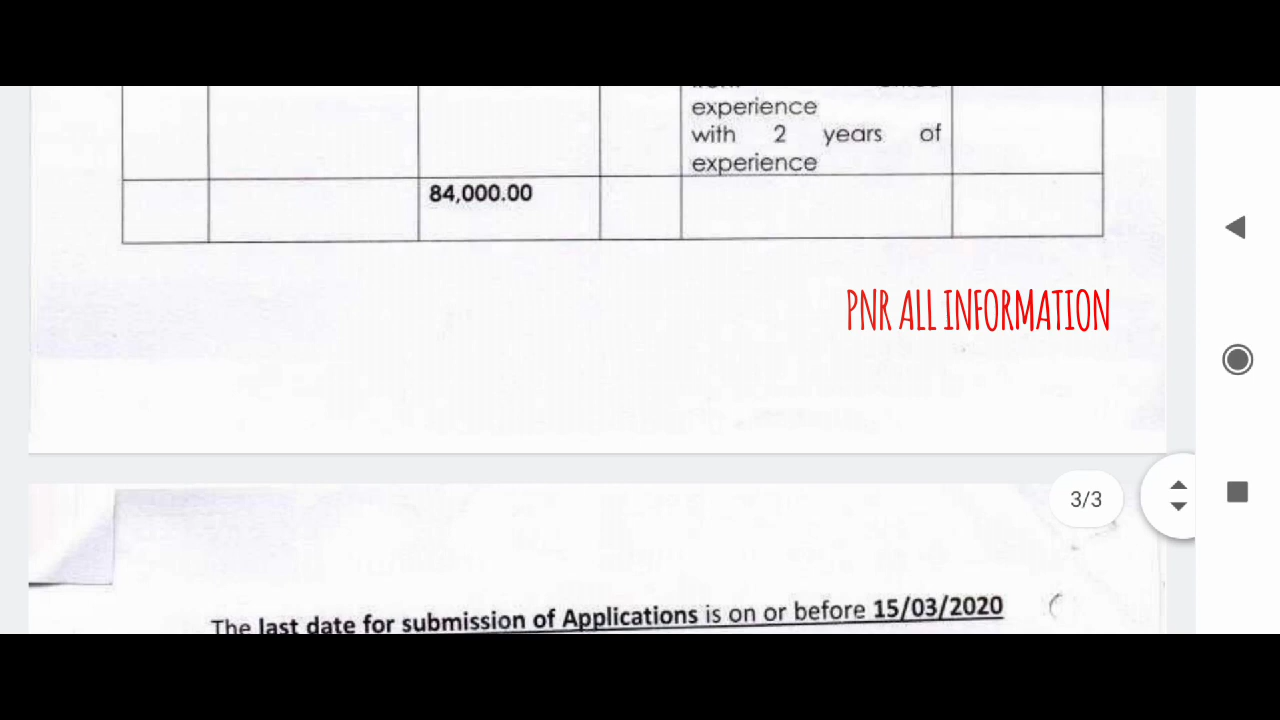 experience
with 2 years of
experience
84,000.00
PNR ALL INFORMATION
3/3
The last date for submission of Applications is on or before 15/03/2020